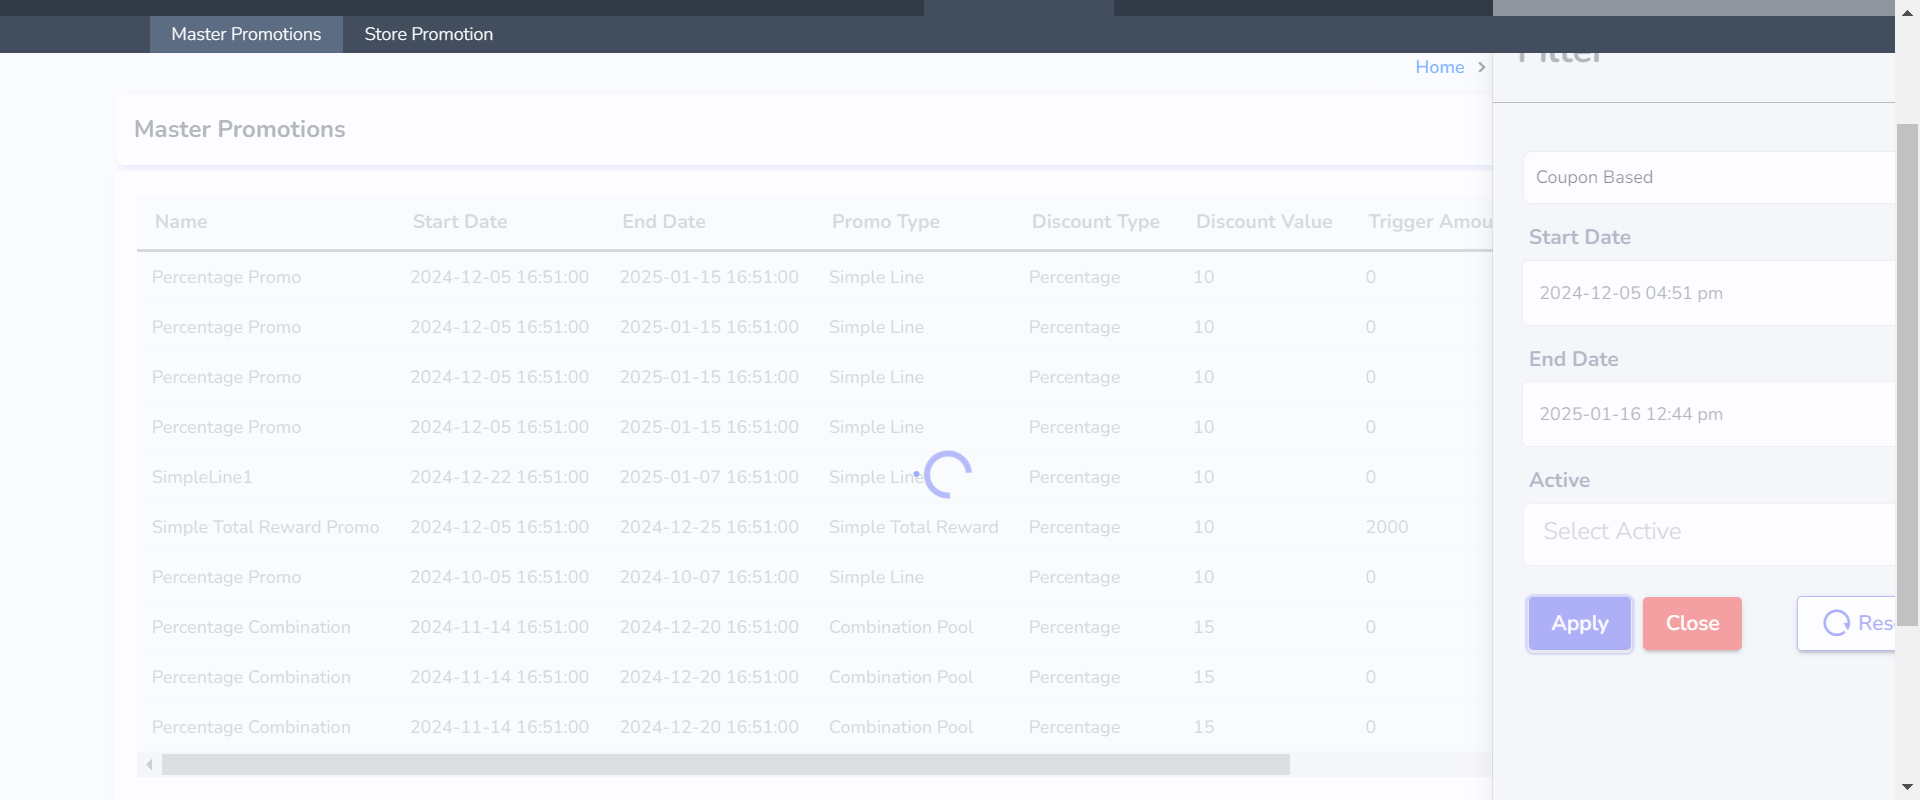 Master Promotions Store Promotion
Home
Filter
Master Promotions
Name Start Date End Date Promo Type Discount Type Discount Value Trigger Amou
Percentage Promo 2024-12-05 16:51:00 2025-01-15 16:51:00 Simple Line Percentage 10 0
Percentage Promo 2024-12-05 16:51:00 2025-01-15 16:51:00 Simple Line Percentage 10 0
Percentage Promo 2024-12-05 16:51:00 2025-01-15 16:51:00 Simple Line Percentage 10 0
Percentage Promo 2024-12-05 16:51:00 2025-01-15 16:51:00 Simple Line Percentage 10 0
SimpleLine1 2024-12-22 16:51:00 2025-01-07 16:51:00 Simple Line Percentage 10 0
Simple Total Reward Promo 2024-12-05 16:51:00 2024-12-25 16:51:00 Simple Total Reward Percentage 10 2000
Percentage Promo 2024-10-05 16:51:00 2024-10-07 16:51:00 Simple Line Percentage 10 0
Percentage Combination 2024-11-14 16:51:00 2024-12-20 16:51:00 Combination Pool Percentage 15 0
Percentage Combination 2024-11-14 16:51:00 2024-12-20 16:51:00 Combination Pool Percentage 15 0
Percentage Combination 2024-11-14 16:51:00 2024-12-20 16:51:00 Combination Pool Percentage 15 0
Coupon Based
Start Date
2024-12-05 04:51 pm
End Date
2025-01-16 12:44 pm
Active
Select Active
Apply Close Res